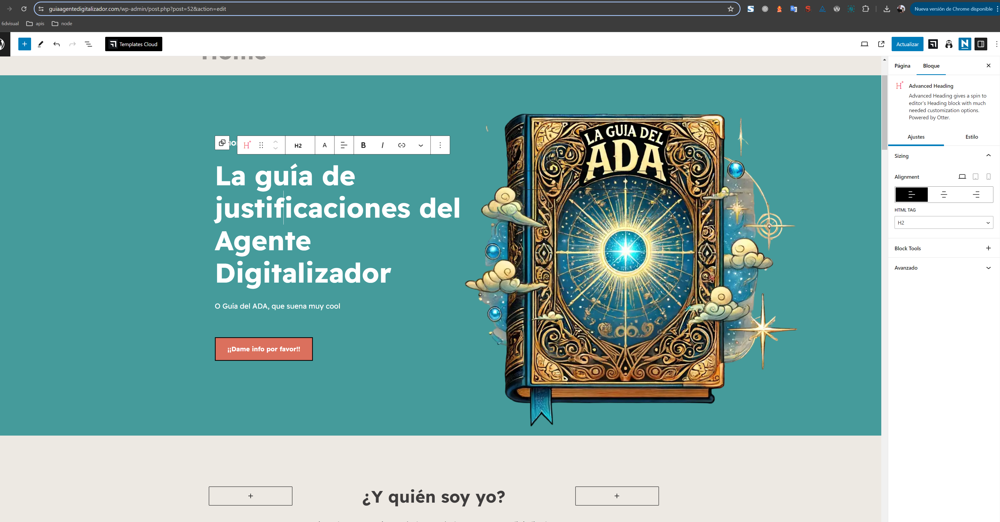 guiaagentedigitalizador.com/wp-admin/post.php?post=52&action=edit
Nueva versión de Chrome disponible
6dvisual
apis
node
Templates Cloud
Actualizar
Home
Página
Bloque
Advanced Heading
Advanced Heading gives a spin to
editor's Heading block with much
needed customization options.
Powered by Otter.
Ajustes
Estilo
Sizing
Alignment
HTML TAG
H2
Block Tools
Avanzado
H2
A
B
I
La guía de
justificaciones del
Agente
Digitalizador
O Guía del ADA, que suena muy cool
¡¡Dame info por favor!!
LA GUIA DEL
ADA
¿Y quién soy yo?